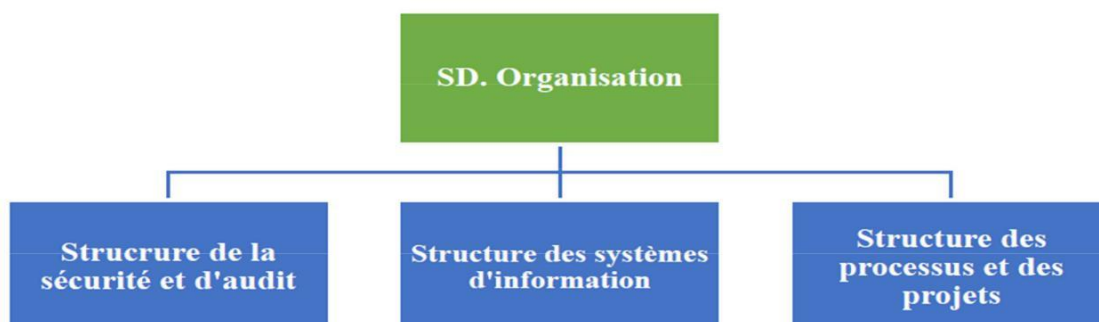 SD. Organisation
Strucrure de la
sécurité et d'audit
Structure des systèmes
d'information
Structure des
processus et des
projets